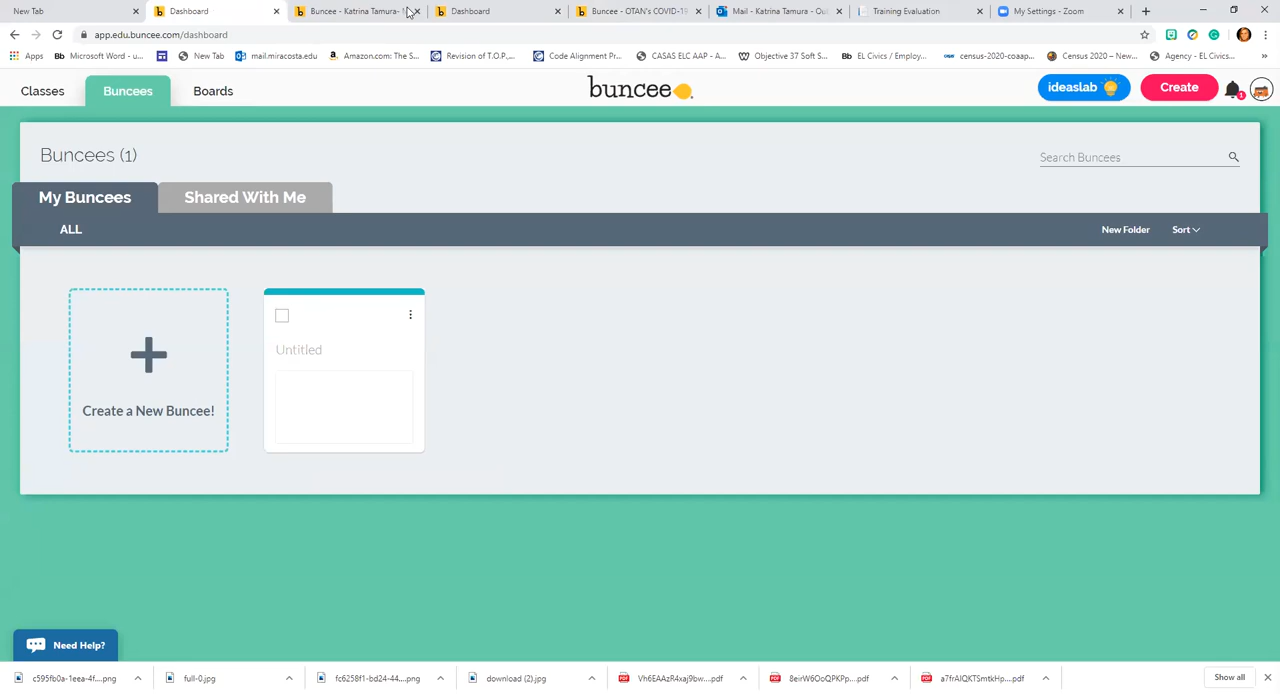 New Tab
Dashboard
Buncee - Katrina Tamura-
Dashboard
Buncee - OTAN's COVID-19
Mail - Katrina Tamura - Ou
Training Evaluation
My Settings - Zoom
app.edu.buncee.com/dashboard
Apps
Bb Microsoft Word - u...
New Tab
mail.miracosta.edu
Amazon.com: The S...
Revision of T.O.P.,...
Code Alignment Pr...
CASAS ELC AAP - A...
Objective 37 Soft S...
Bb EL Civics / Employ...
census-2020-coaap...
Census 2020 – New...
Agency - EL Civics...
»
Classes
Buncees
Boards
buncee
ideaslab
Create
1
Buncees (1)
Search Buncees
My Buncees
Shared With Me
ALL
New Folder
Sort
Create a New Buncee!
Untitled
Need Help?
c595fb0a-1eea-4f....png
full-0.jpg
fc6258f1-bd24-44....png
download (2).jpg
Vh6EAAzR4xaj9bw....pdf
8eirW6OoQPKPp....pdf
a7frAIQKTSmtkHp....pdf
Show all